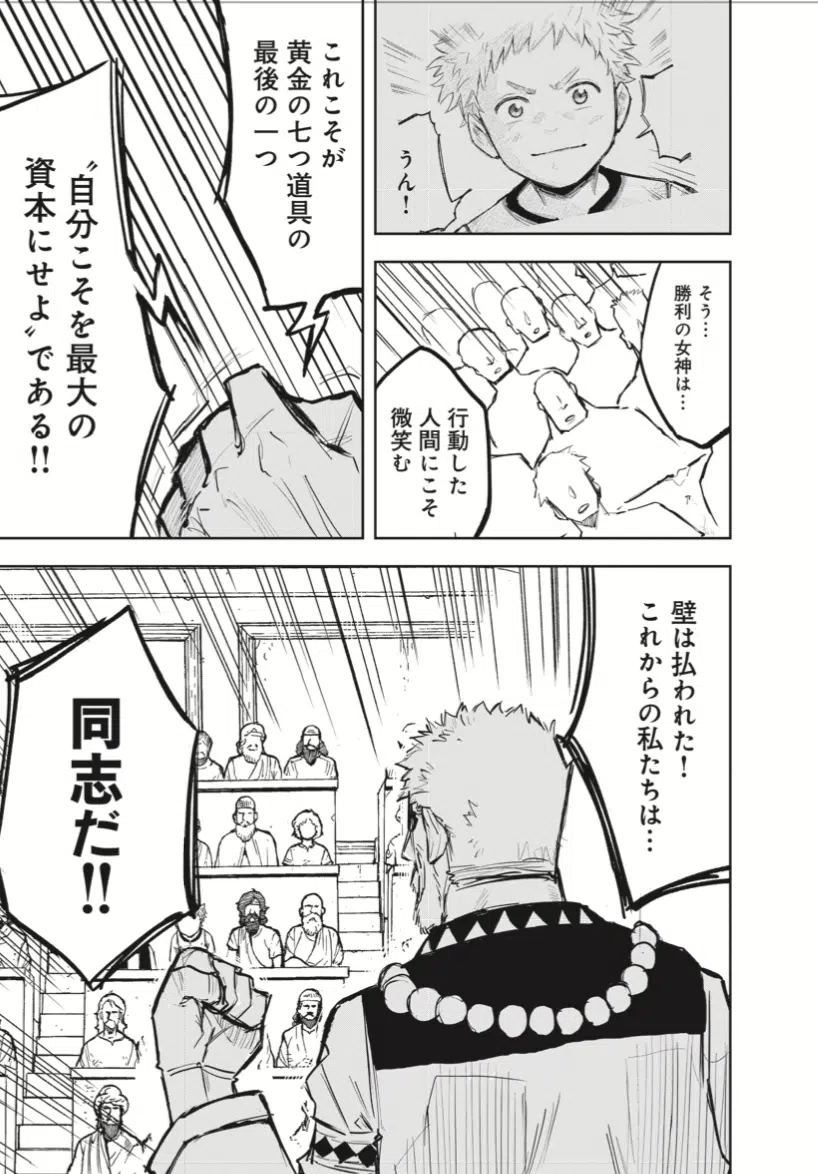 うん！
そう…
勝利の女神は…
行動した
人間にこそ
微笑む
これこそが
黄金の七つ道具の
最後の一つ
〝自分こそを最大の
資本にせよ〟である!!
壁は払われた！
これからの私たちは…
同志だ!!